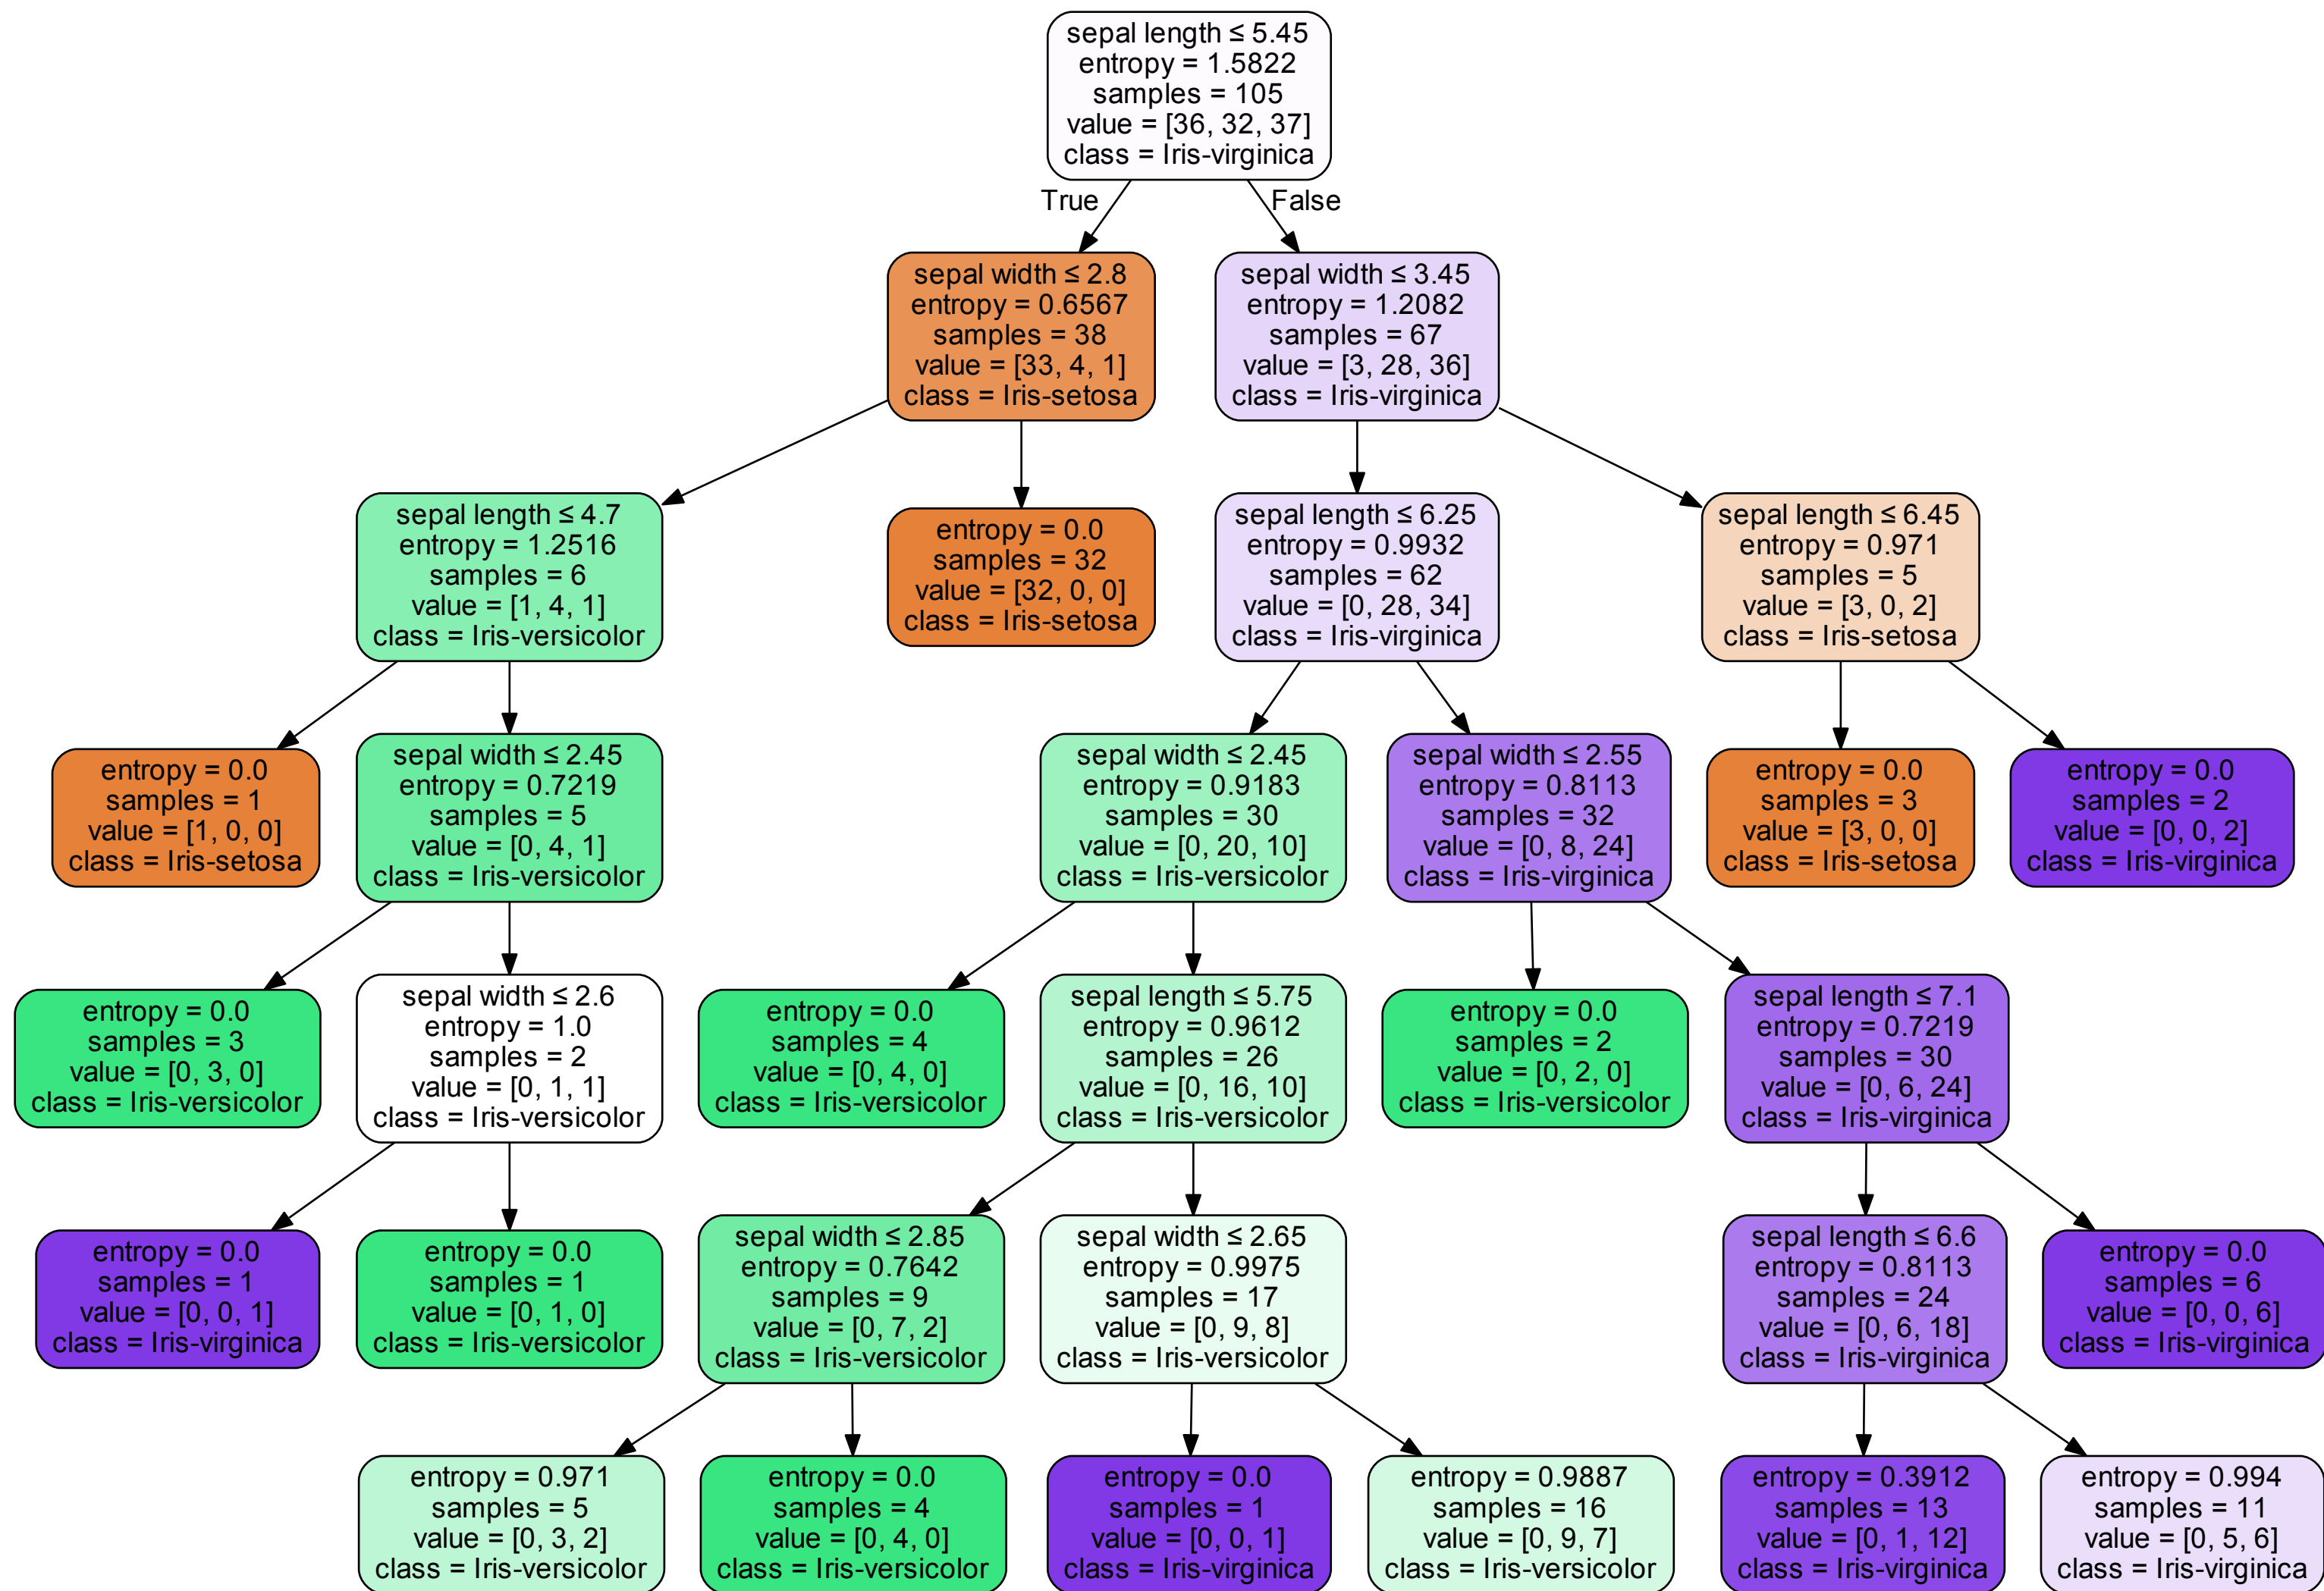 sepal length ≤ 5.45
entropy = 1.5822
samples = 105
value = [36, 32, 37]
class = Iris-virginica
True
False
sepal width ≤ 2.8
entropy = 0.6567
samples = 38
value = [33, 4, 1]
class = Iris-setosa
sepal width ≤ 3.45
entropy = 1.2082
samples = 67
value = [3, 28, 36]
class = Iris-virginica
sepal length ≤ 4.7
entropy = 1.2516
samples = 6
value = [1, 4, 1]
class = Iris-versicolor
entropy = 0.0
samples = 32
value = [32, 0, 0]
class = Iris-setosa
sepal length ≤ 6.25
entropy = 0.9932
samples = 62
value = [0, 28, 34]
class = Iris-virginica
sepal length ≤ 6.45
entropy = 0.971
samples = 5
value = [3, 0, 2]
class = Iris-setosa
entropy = 0.0
samples = 1
value = [1, 0, 0]
class = Iris-setosa
sepal width ≤ 2.45
entropy = 0.7219
samples = 5
value = [0, 4, 1]
class = Iris-versicolor
sepal width ≤ 2.45
entropy = 0.9183
samples = 30
value = [0, 20, 10]
class = Iris-versicolor
sepal width ≤ 2.55
entropy = 0.8113
samples = 32
value = [0, 8, 24]
class = Iris-virginica
entropy = 0.0
samples = 3
value = [3, 0, 0]
class = Iris-setosa
entropy = 0.0
samples = 2
value = [0, 0, 2]
class = Iris-virginica
entropy = 0.0
samples = 3
value = [0, 3, 0]
class = Iris-versicolor
sepal width ≤ 2.6
entropy = 1.0
samples = 2
value = [0, 1, 1]
class = Iris-versicolor
entropy = 0.0
samples = 4
value = [0, 4, 0]
class = Iris-versicolor
sepal length ≤ 5.75
entropy = 0.9612
samples = 26
value = [0, 16, 10]
class = Iris-versicolor
entropy = 0.0
samples = 2
value = [0, 2, 0]
class = Iris-versicolor
sepal length ≤ 7.1
entropy = 0.7219
samples = 30
value = [0, 6, 24]
class = Iris-virginica
entropy = 0.0
samples = 1
value = [0, 0, 1]
class = Iris-virginica
entropy = 0.0
samples = 1
value = [0, 1, 0]
class = Iris-versicolor
sepal width ≤ 2.85
entropy = 0.7642
samples = 9
value = [0, 7, 2]
class = Iris-versicolor
sepal width ≤ 2.65
entropy = 0.9975
samples = 17
value = [0, 9, 8]
class = Iris-versicolor
sepal length ≤ 6.6
entropy = 0.8113
samples = 24
value = [0, 6, 18]
class = Iris-virginica
entropy = 0.0
samples = 6
value = [0, 0, 6]
class = Iris-virginica
entropy = 0.971
samples = 5
value = [0, 3, 2]
class = Iris-versicolor
entropy = 0.0
samples = 4
value = [0, 4, 0]
class = Iris-versicolor
entropy = 0.0
samples = 1
value = [0, 0, 1]
class = Iris-virginica
entropy = 0.9887
samples = 16
value = [0, 9, 7]
class = Iris-versicolor
entropy = 0.3912
samples = 13
value = [0, 1, 12]
class = Iris-virginica
entropy = 0.994
samples = 11
value = [0, 5, 6]
class = Iris-virginica